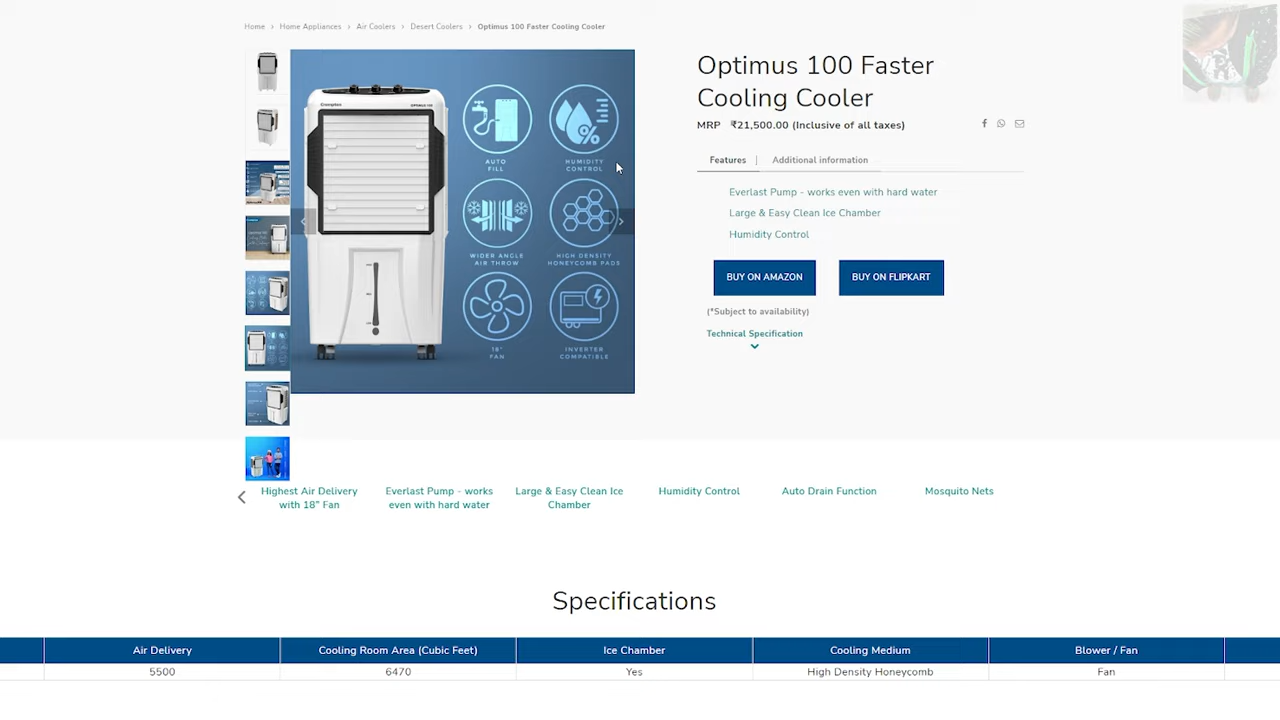 Home > Home Appliances > Air Coolers > Desert Coolers > Optimus 100 Faster Cooling Cooler
Crompton
OPTIMUS 100
AUTO
FILL
HUMIDITY
CONTROL
WIDER ANGLE
AIR THROW
HIGH DENSITY
HONEYCOMB PADS
18"
FAN
INVERTER
COMPATIBLE
Optimus 100 Faster
Cooling Cooler
MRP ₹21,500.00 (Inclusive of all taxes)
Features | Additional information
Everlast Pump - works even with hard water
Large & Easy Clean Ice Chamber
Humidity Control
BUY ON AMAZON BUY ON FLIPKART
(*Subject to availability)
Technical Specification
Highest Air Delivery
with 18" Fan
Everlast Pump - works
even with hard water
Large & Easy Clean Ice
Chamber
Humidity Control
Auto Drain Function
Mosquito Nets
Specifications
Air Delivery Cooling Room Area (Cubic Feet) Ice Chamber Cooling Medium Blower / Fan
5500 6470 Yes High Density Honeycomb Fan